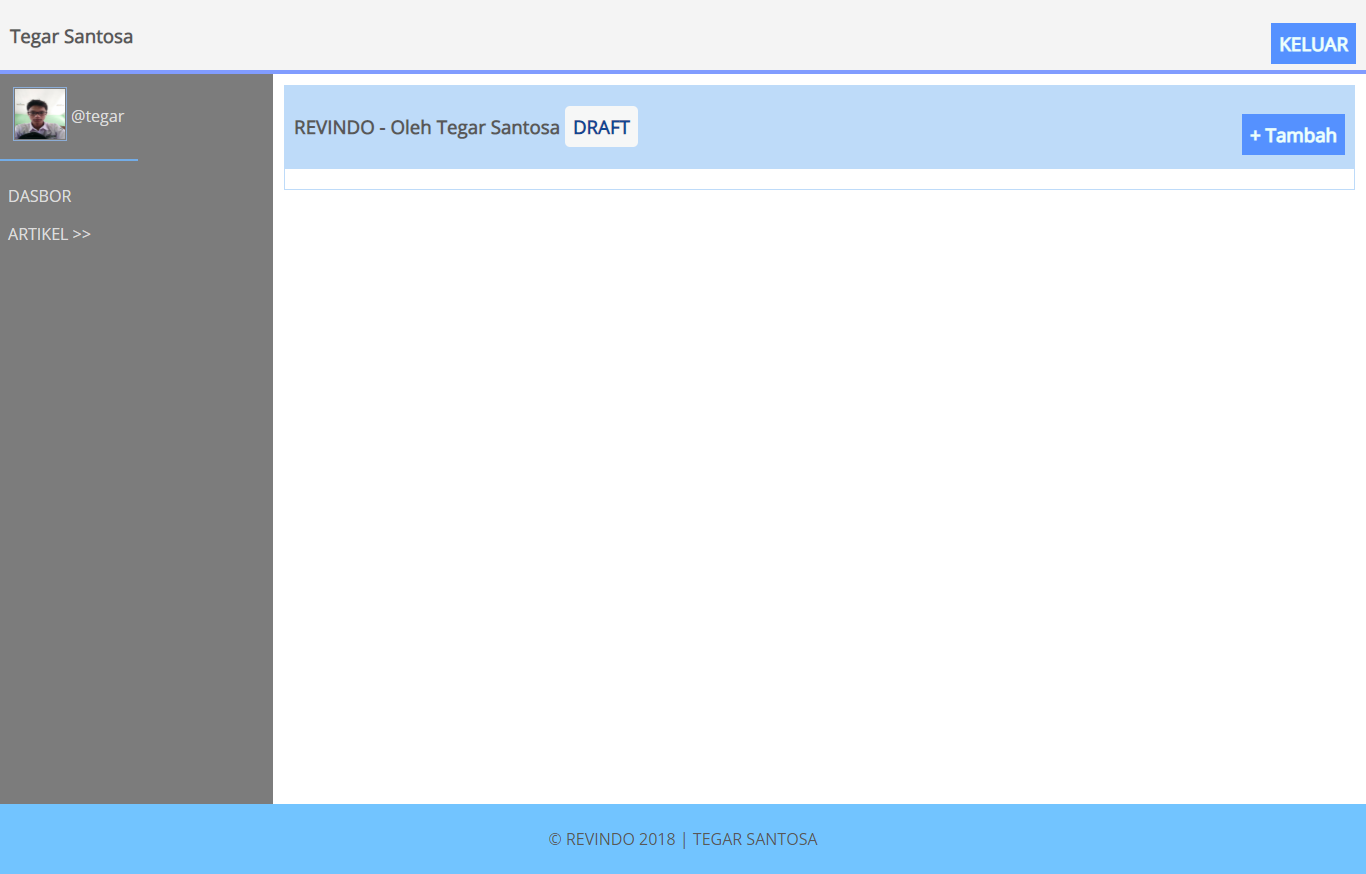 Tegar Santosa
KELUAR
@tegar
DASBOR
ARTIKEL >>
REVINDO - Oleh Tegar Santosa DRAFT
+ Tambah
© REVINDO 2018 | TEGAR SANTOSA